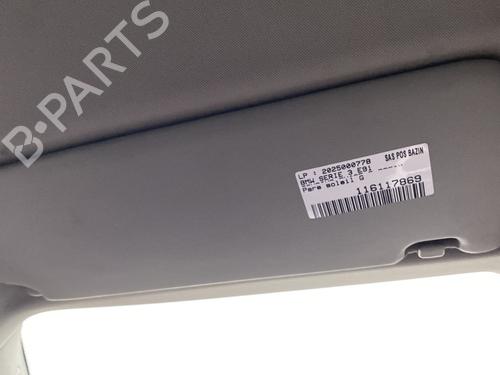 B-PARTS
LP : 2025000778 SAS POS BAZIN
BMW SERIE 3 E91
Pare soleil G
116117869